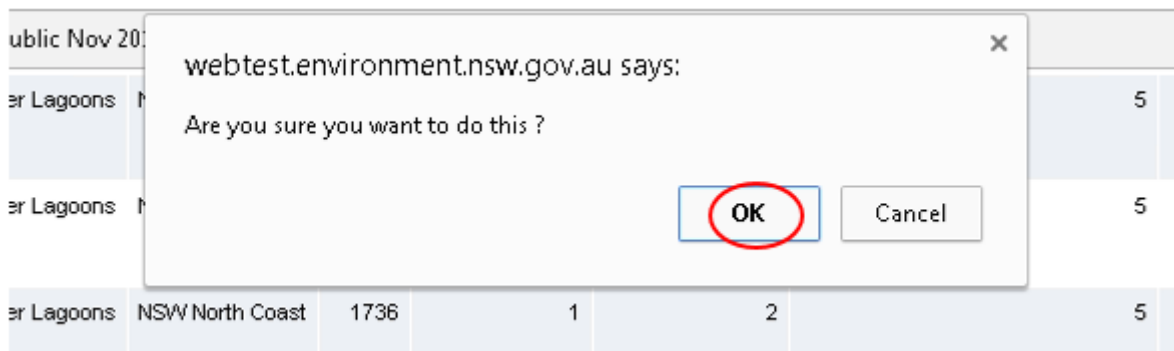 ublic Nov 20
webtest.environment.nsw.gov.au says:
er Lagoons 5
Are you sure you want to do this ?
er Lagoons 5
OK Cancel
er Lagoons NSW North Coast 1736 1 2 5